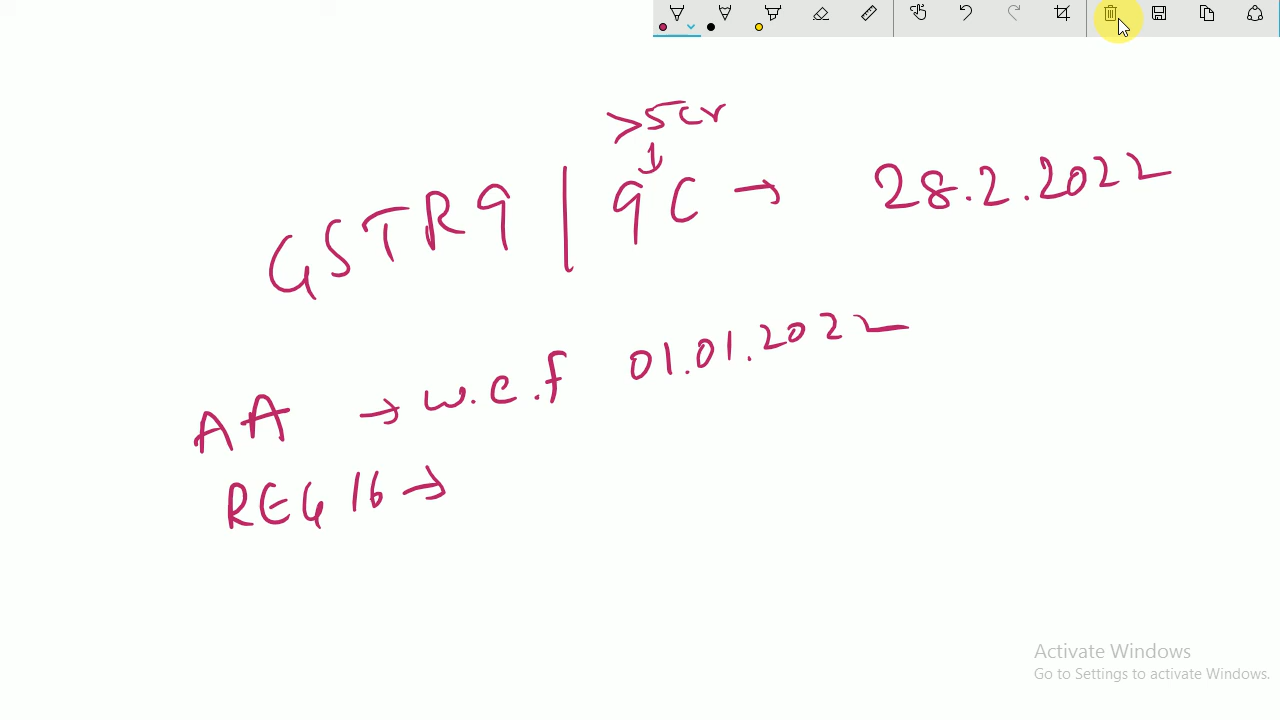 >5cr
GSTR9 | 9C → 28.2.2022
AA → w.e.f 01.01.2022
REG 16 →
Activate Windows
Go to Settings to activate Windows.